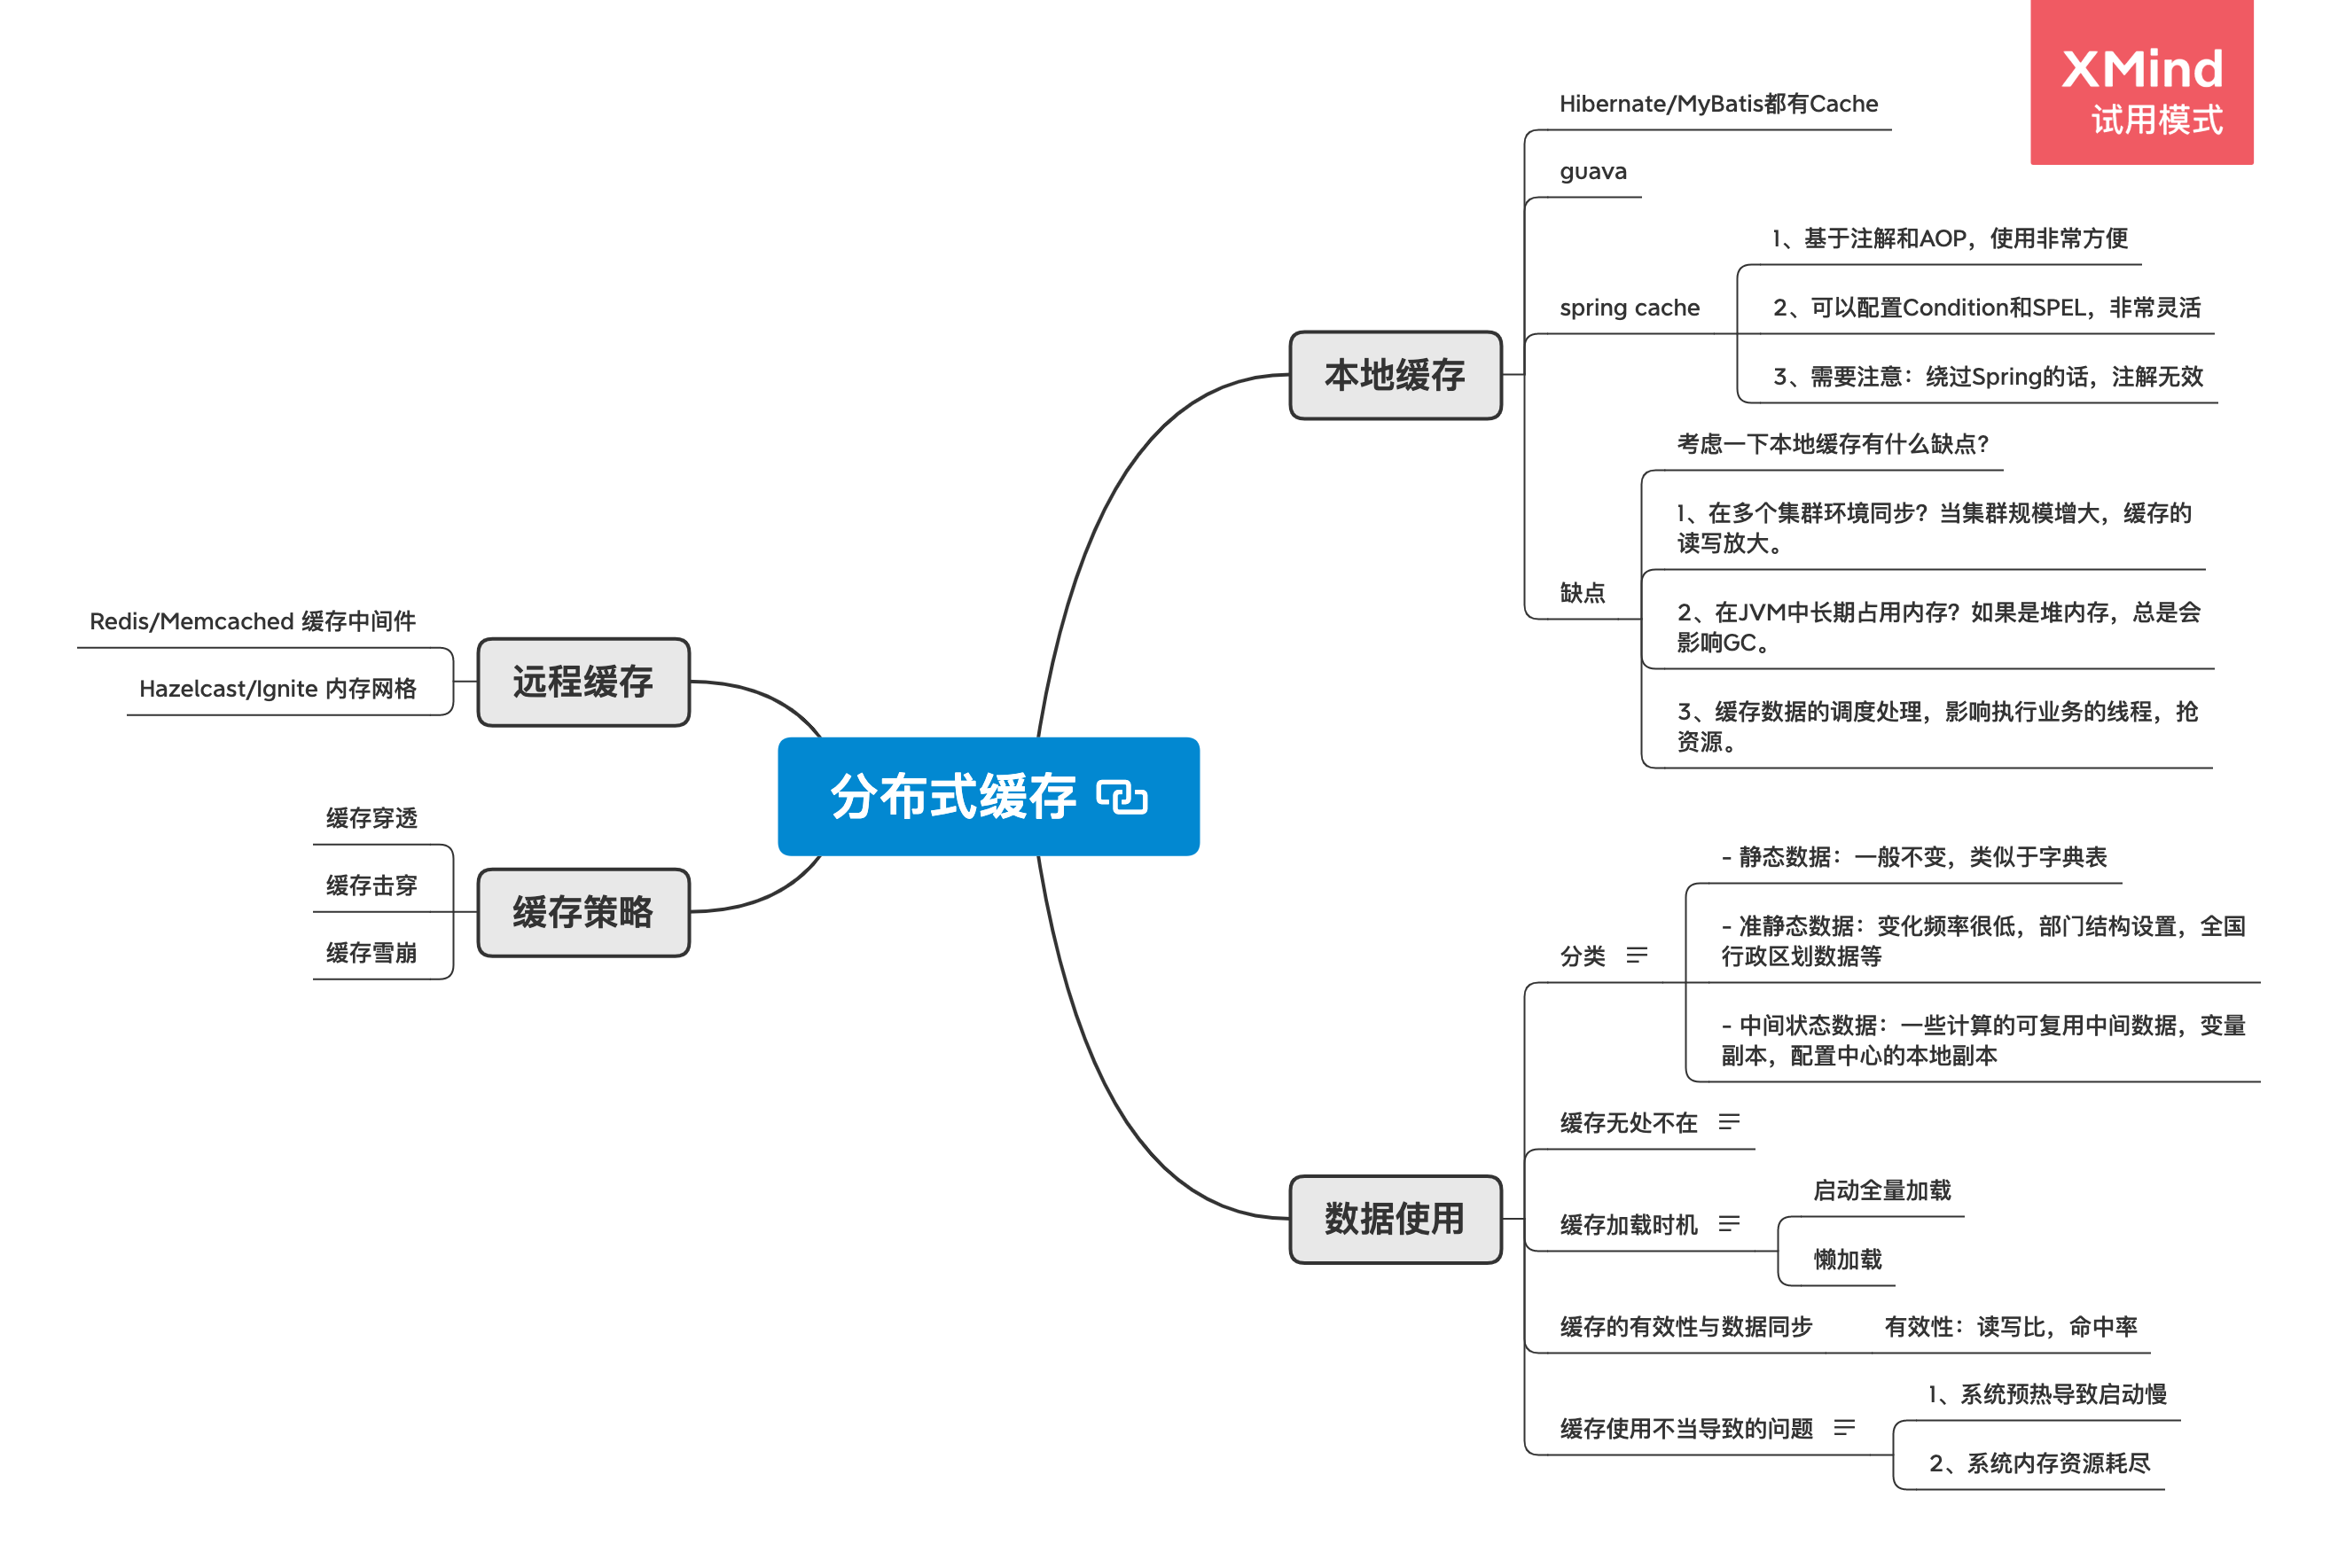 XMind
试用模式
分布式缓存
本地缓存
Hibernate/MyBatis都有Cache
guava
spring cache
1、基于注解和AOP，使用非常方便
2、可以配置Condition和SPEL，非常灵活
3、需要注意：绕过Spring的话，注解无效
缺点
考虑一下本地缓存有什么缺点？
1、在多个集群环境同步？当集群规模增大，缓存的
读写放大。
2、在JVM中长期占用内存？如果是堆内存，总是会
影响GC。
3、缓存数据的调度处理，影响执行业务的线程，抢
资源。
数据使用
分类
- 静态数据：一般不变，类似于字典表
- 准静态数据：变化频率很低，部门结构设置，全国
行政区划数据等
- 中间状态数据：一些计算的可复用中间数据，变量
副本，配置中心的本地副本
缓存无处不在
缓存加载时机
启动全量加载
懒加载
缓存的有效性与数据同步
有效性：读写比，命中率
缓存使用不当导致的问题
1、系统预热导致启动慢
2、系统内存资源耗尽
远程缓存
Redis/Memcached 缓存中间件
Hazelcast/Ignite 内存网格
缓存策略
缓存穿透
缓存击穿
缓存雪崩